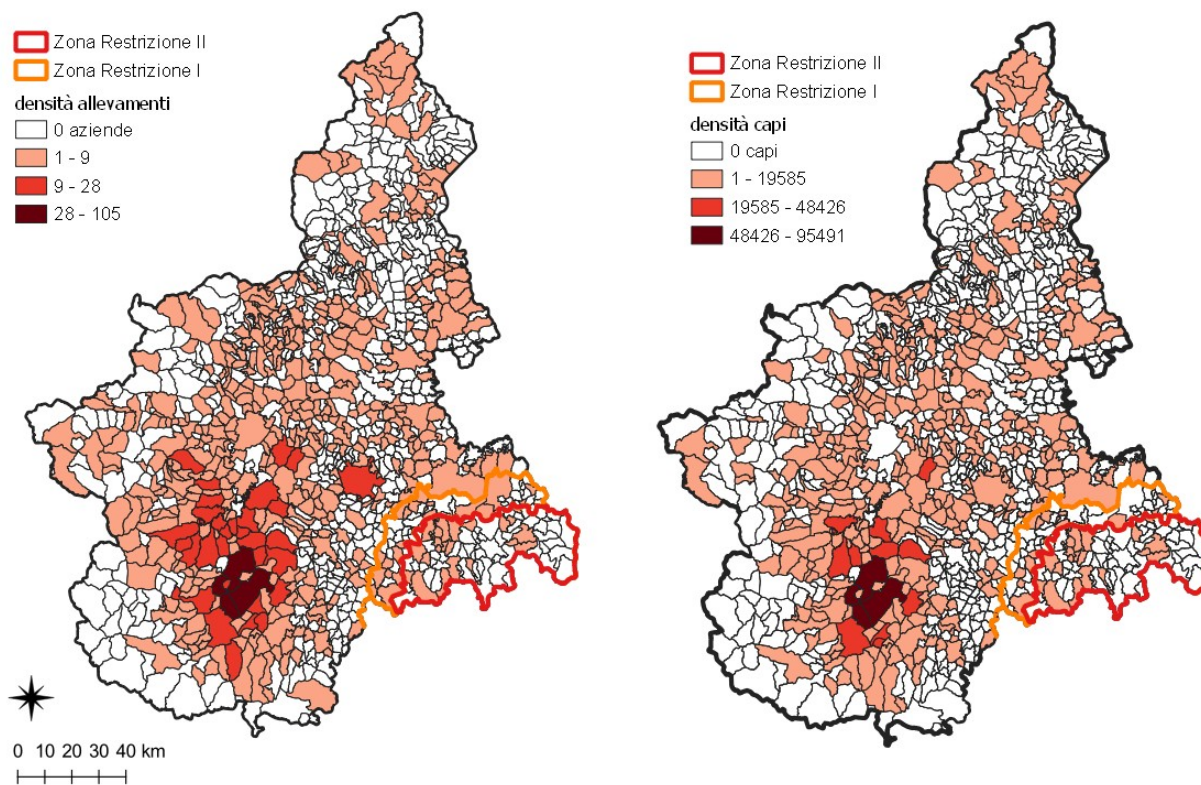 Zona Restrizione II
Zona Restrizione I
densità allevamenti
0 aziende
1 - 9
9 - 28
28 - 105
0 10 20 30 40 km
Zona Restrizione II
Zona Restrizione I
densità capi
0 capi
1 - 19585
19585 - 48426
48426 - 95491